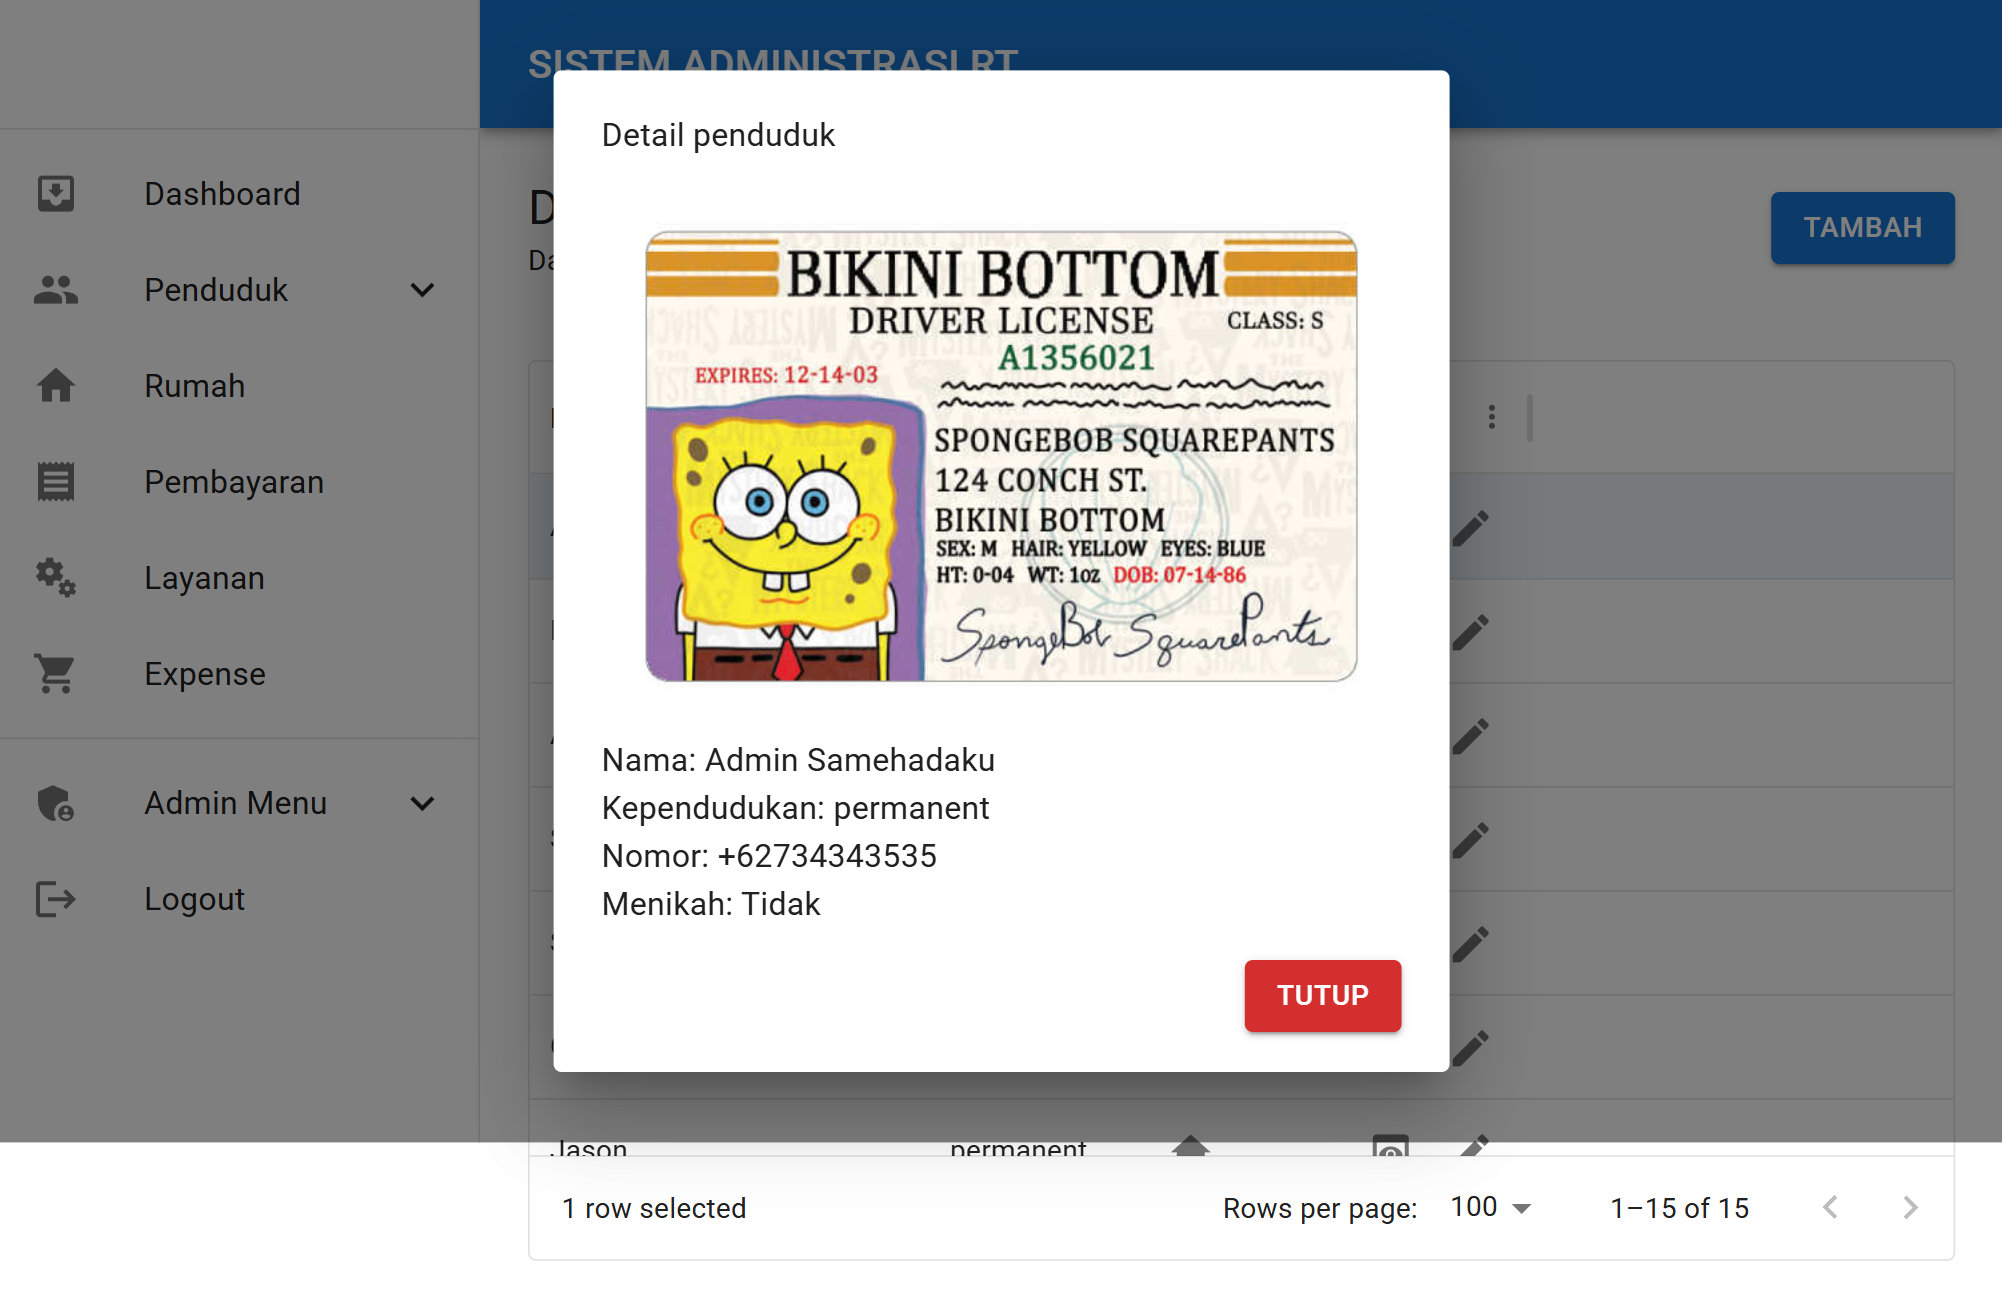 SISTEM ADMINISTRASI RT
Dashboard
Penduduk
Rumah
Pembayaran
Layanan
Expense
Admin Menu
Logout
TAMBAH
Detail penduduk
BIKINI BOTTOM
DRIVER LICENSE
CLASS: S
A1356021
EXPIRES: 12-14-03
SPONGEBOB SQUAREPANTS
124 CONCH ST.
BIKINI BOTTOM
SEX: M HAIR: YELLOW EYES: BLUE
HT: 0-04 WT: 1oz DOB: 07-14-86
SpongeBob SquarePants
Nama: Admin Samehadaku
Kependudukan: permanent
Nomor: +62734343535
Menikah: Tidak
TUTUP
Jason permanent
1 row selected
Rows per page: 100 1–15 of 15